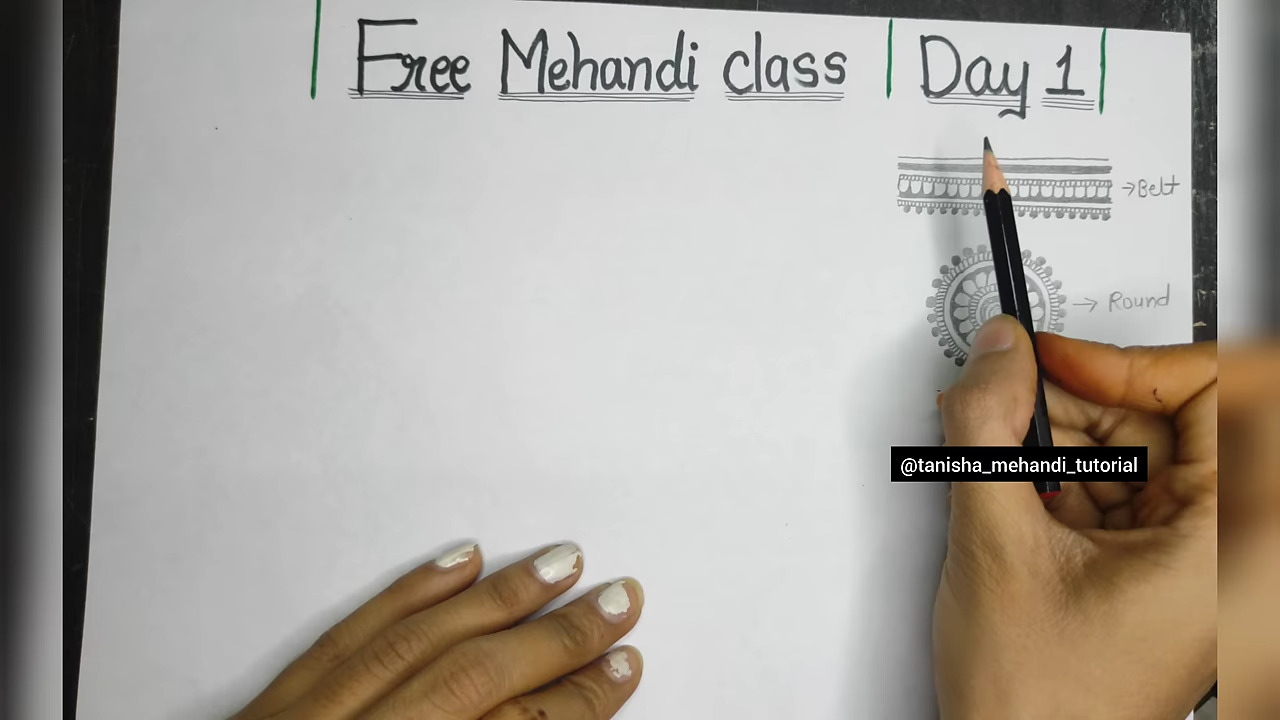 Free Mehandi class Day 1
→Belt
→ Round
@tanisha_mehandi_tutorial